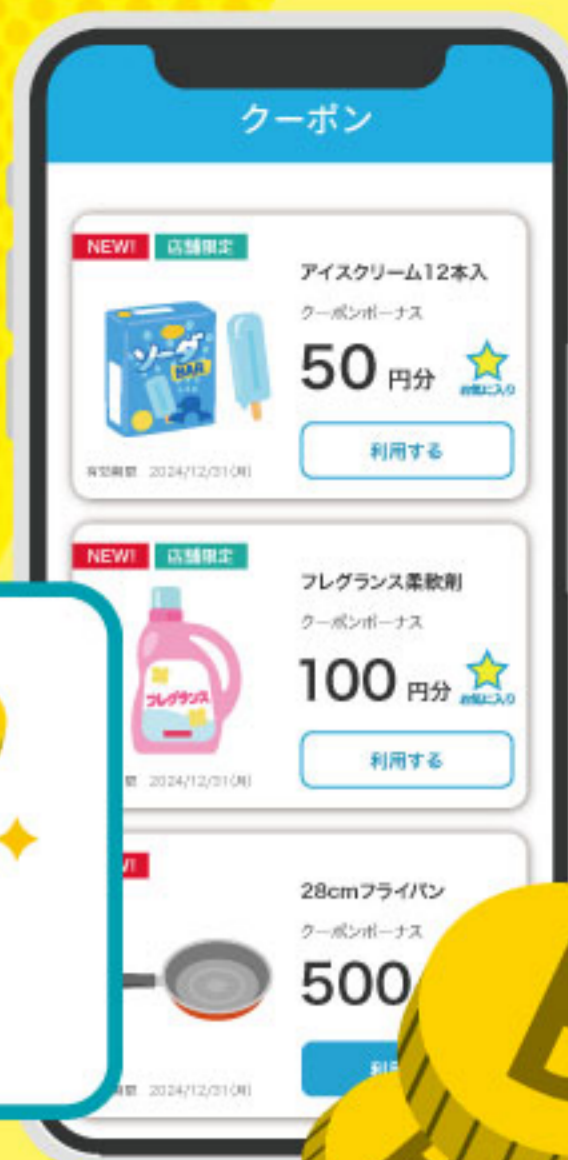 クーポン
NEW! 店舗限定
アイスクリーム12本入
クーポンボーナス
50 円分
お気に入り
利用する
ソーダ
BAR
有効期間 2024/12/31(月)
NEW! 店舗限定
フレグランス柔軟剤
クーポンボーナス
100 円分
お気に入り
利用する
フレグランス
2024/12/31(月)
28cmフライパン
クーポンボーナス
500
2024/12/31(月)